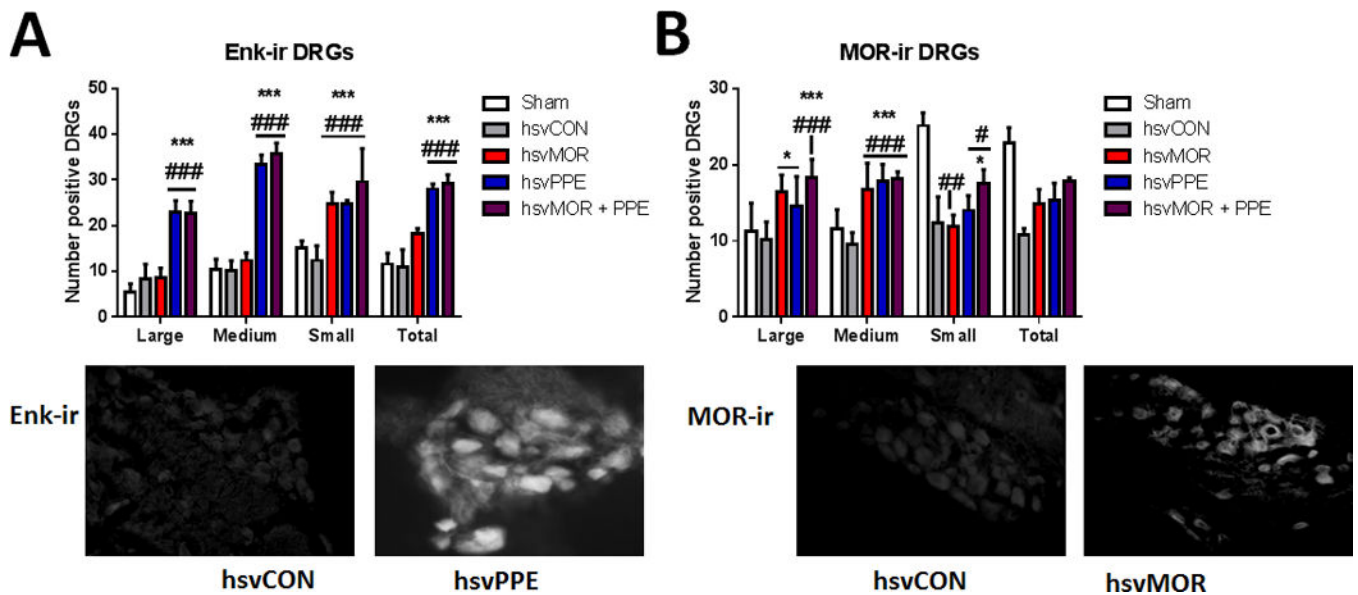 A
Enk-ir DRGs
Number positive DRGs
50
40
30
20
10
0
***
###
***
###
***
###
***
###
Large Medium Small Total
Sham
hsvCON
hsvMOR
hsvPPE
hsvMOR + PPE
Enk-ir
hsvCON
hsvPPE
B
MOR-ir DRGs
Number positive DRGs
30
20
10
0
*
***
###
***
###
##
#
*
Large Medium Small Total
Sham
hsvCON
hsvMOR
hsvPPE
hsvMOR + PPE
MOR-ir
hsvCON
hsvMOR